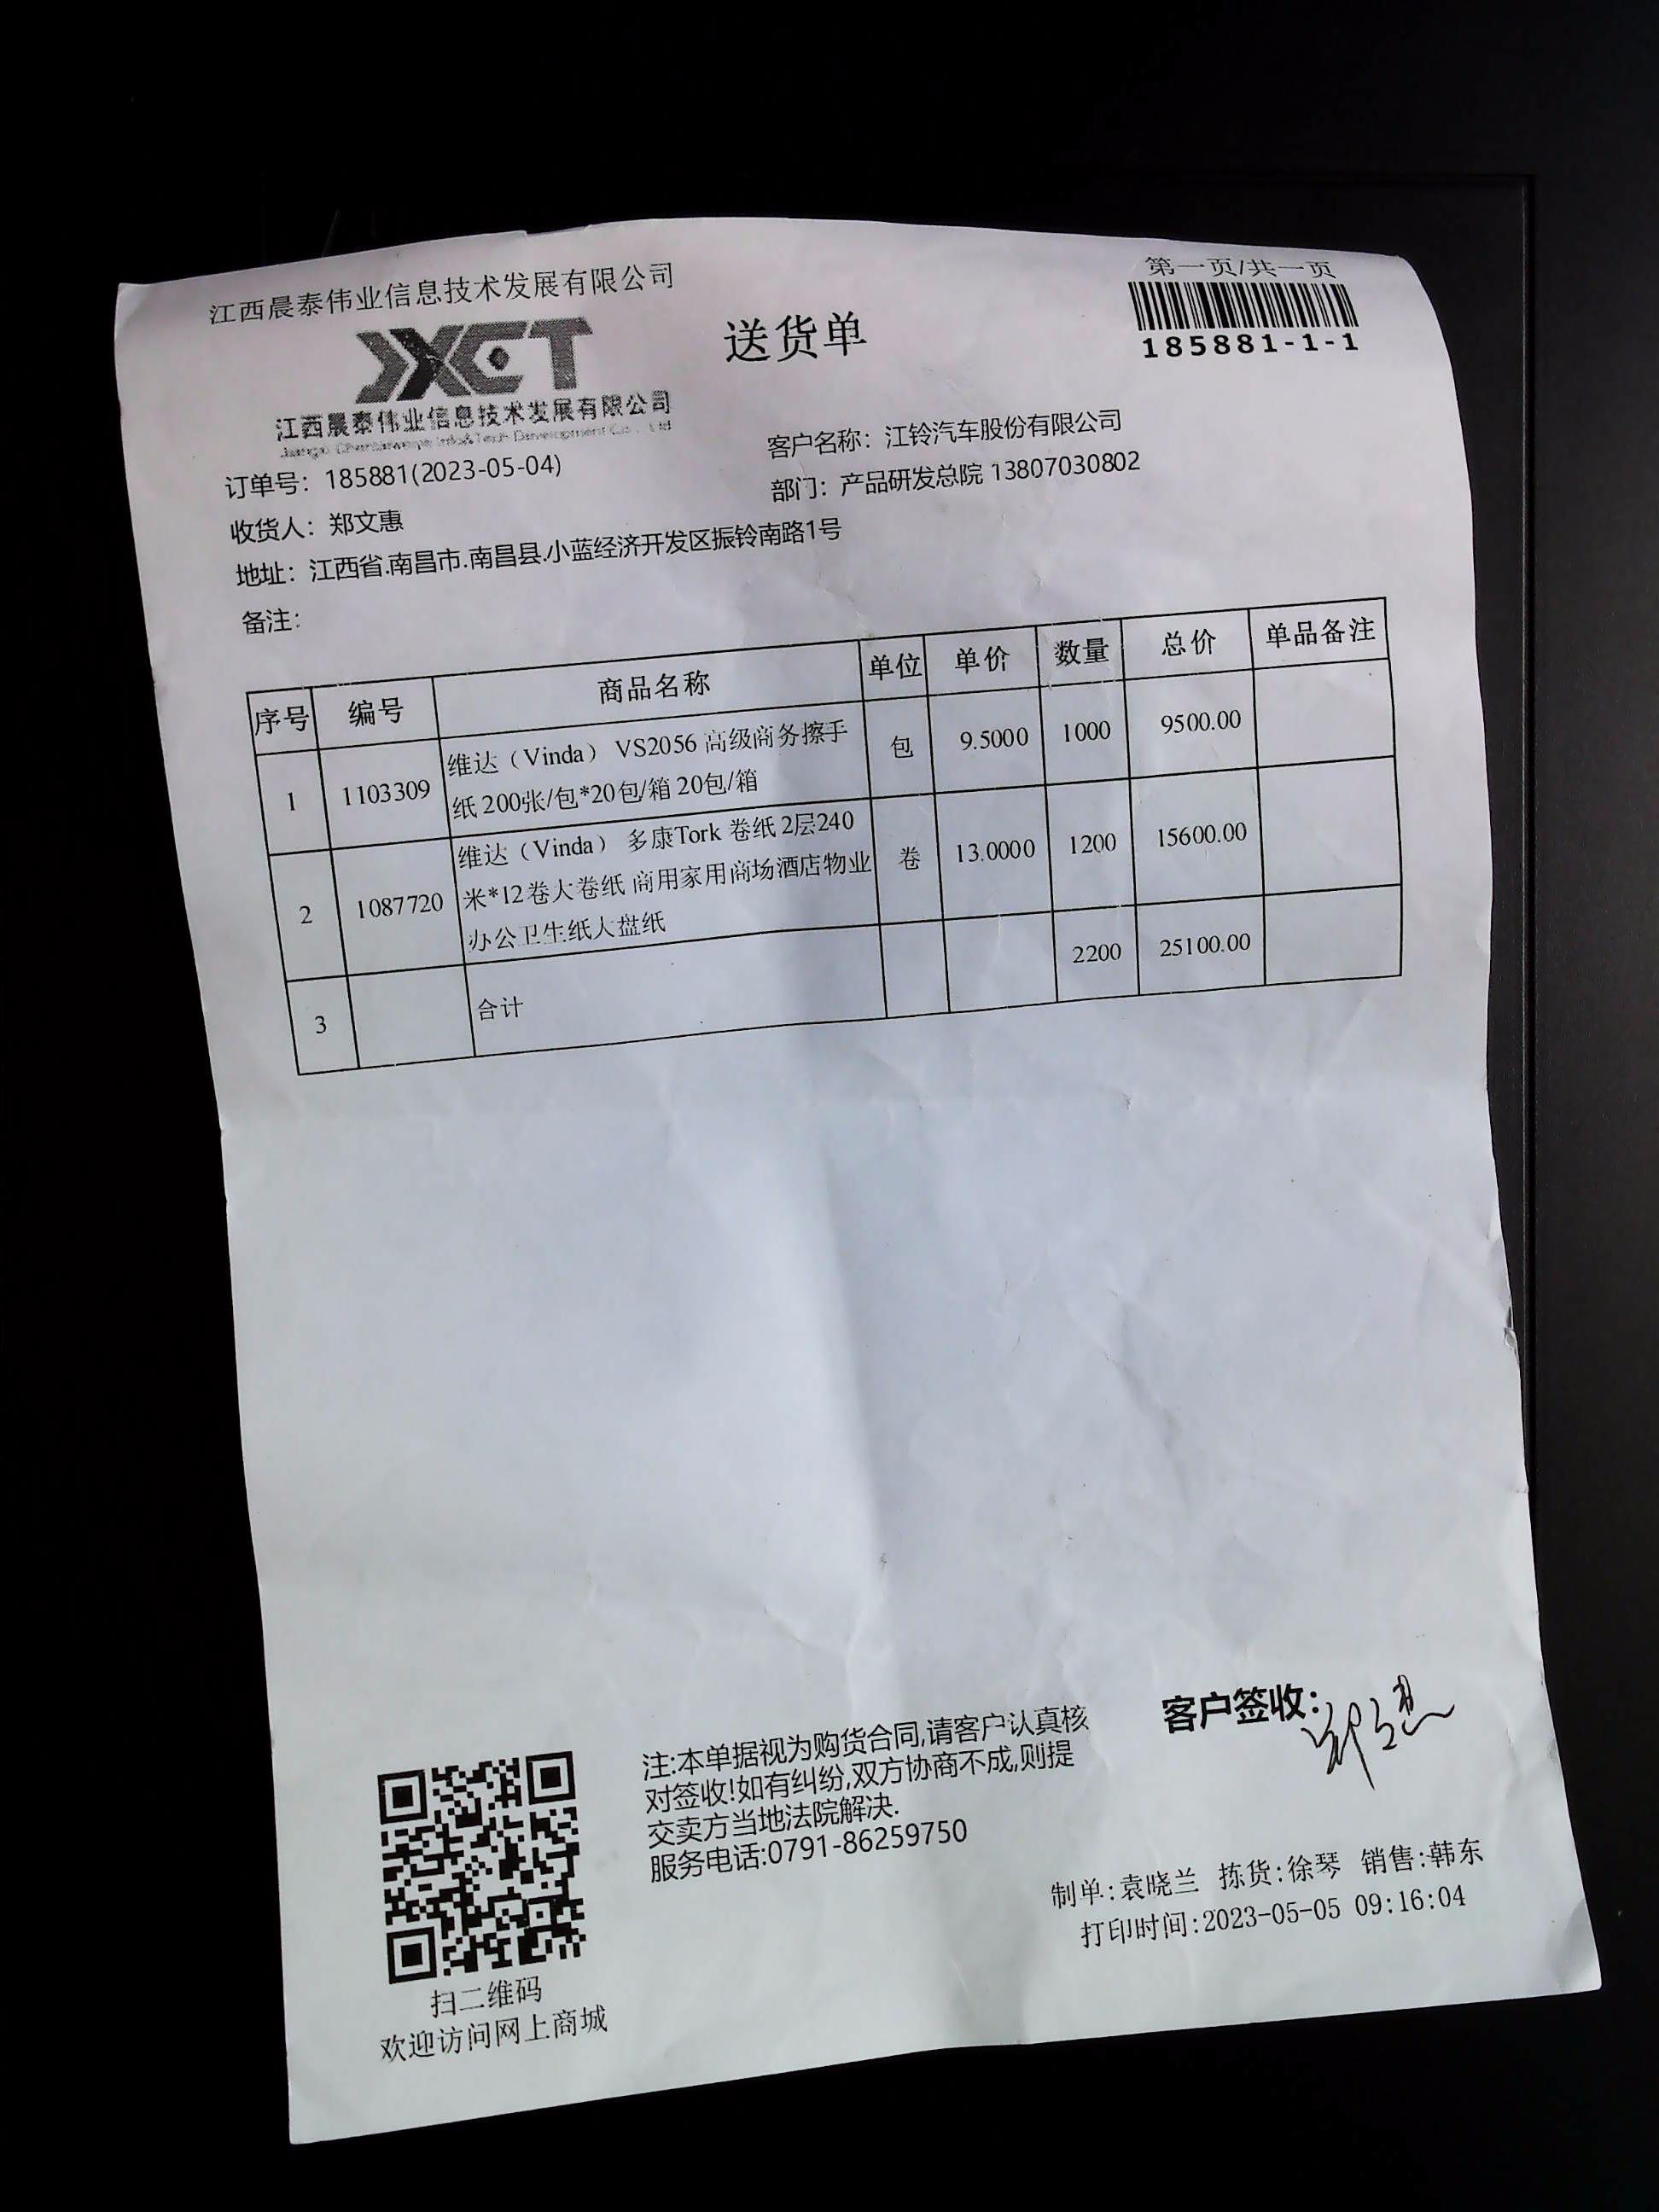 江西晨泰伟业信息技术发展有限公司
第一页/共一页
送货单
185881-1-1
JXCT
江西晨泰伟业信息技术发展有限公司
客户名称：江铃汽车股份有限公司
订单号：185881(2023-05-04)
部门：产品研发总院 13807030802
收货人：郑文惠
地址：江西省.南昌市.南昌县.小蓝经济开发区振铃南路1号
备注：
序号 编号 商品名称 单位 单价 数量 总价 单品备注
1 1103309 维达（Vinda） VS2056 高级商务擦手 包 9.5000 1000 9500.00
纸 200张/包*20包/箱 20包/箱
2 1087720 维达（Vinda） 多康Tork 卷纸 2层240 卷 13.0000 1200 15600.00
米*12卷大卷纸 商用家用商场酒店物业
办公卫生纸大盘纸
3 合计 2200 25100.00
客户签收：郑文惠
注:本单据视为购货合同,请客户认真核
对签收!如有纠纷,双方协商不成,则提
交卖方当地法院解决.
服务电话:0791-86259750
制单:袁晓兰 拣货:徐琴 销售:韩东
打印时间:2023-05-05 09:16:04
扫二维码
欢迎访问网上商城